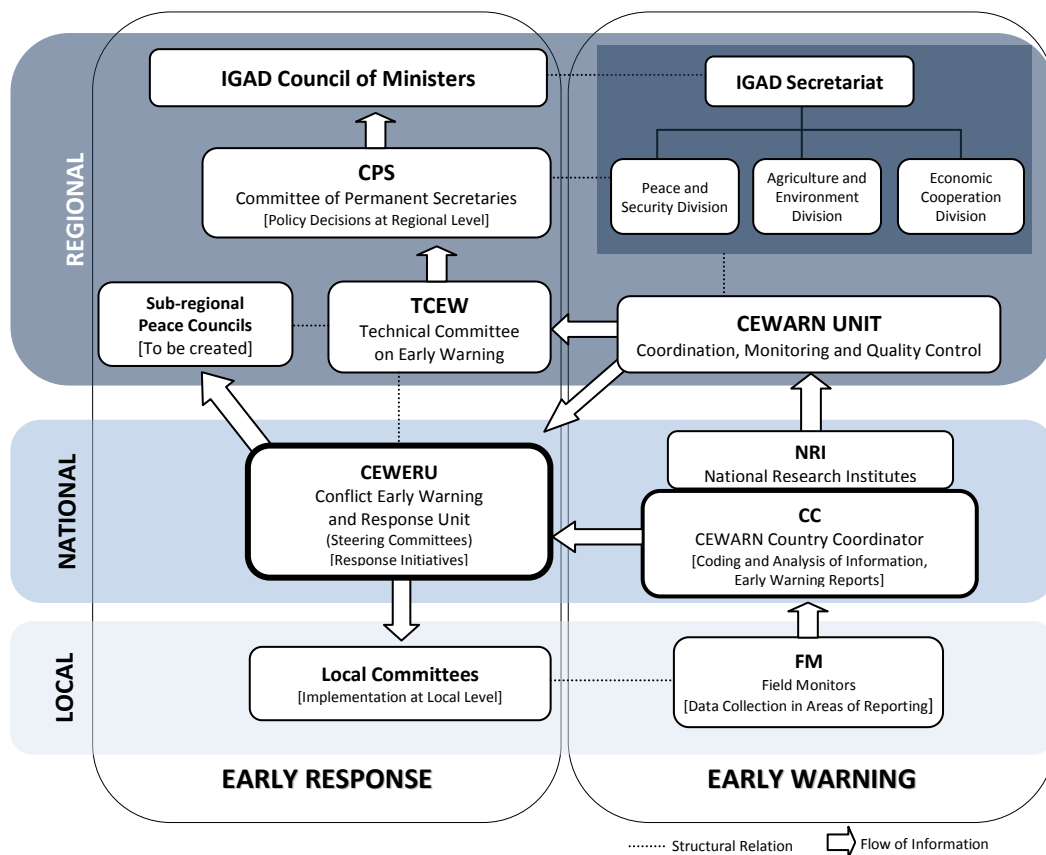 IGAD Council of Ministers
IGAD Secretariat
CPS
Committee of Permanent Secretaries
[Policy Decisions at Regional Level]
Peace and
Security Division
Agriculture and
Environment
Division
Economic
Cooperation
Division
REGIONAL
Sub-regional
Peace Councils
[To be created]
TCEW
Technical Committee
on Early Warning
CEWARN UNIT
Coordination, Monitoring and Quality Control
NATIONAL
CEWERU
Conflict Early Warning
and Response Unit
(Steering Committees)
[Response Initiatives]
NRI
National Research Institutes
CC
CEWARN Country Coordinator
[Coding and Analysis of Information,
Early Warning Reports]
LOCAL
Local Committees
[Implementation at Local Level]
FM
Field Monitors
[Data Collection in Areas of Reporting]
EARLY RESPONSE
EARLY WARNING
Structural Relation
Flow of Information